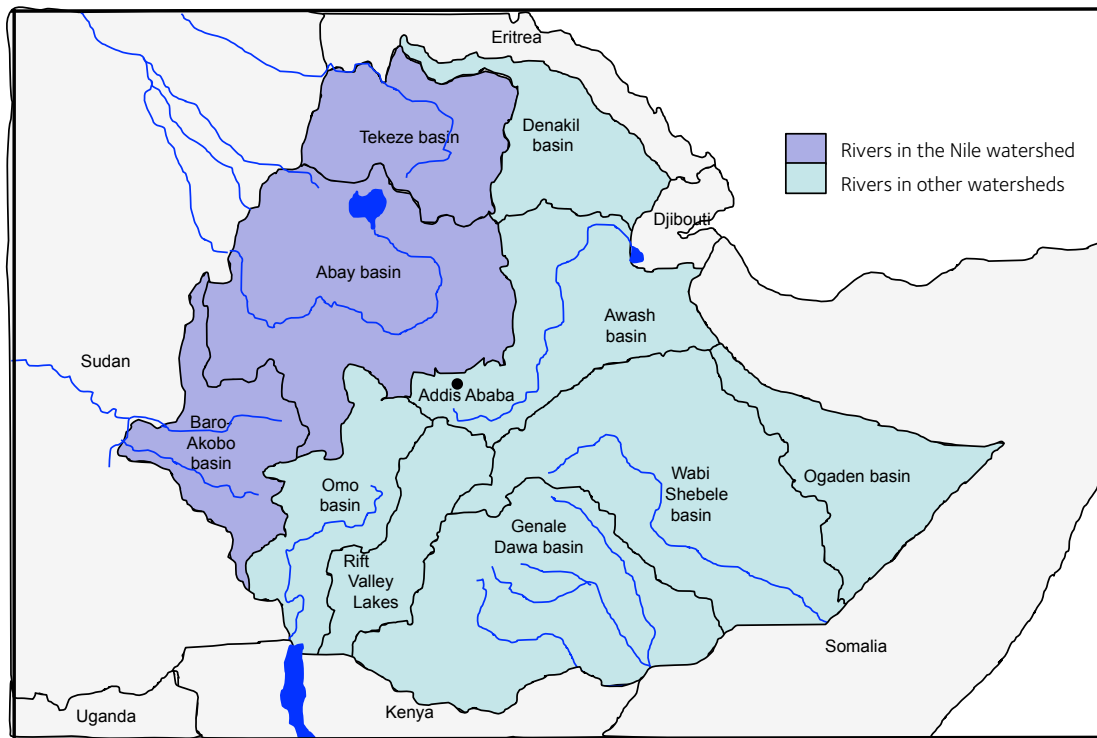 Eritrea
Tekeze basin
Denakil
basin
Rivers in the Nile watershed
Rivers in other watersheds
Djibouti
Abay basin
Awash
basin
Sudan
Addis Ababa
Baro-
Akobo
basin
Omo
basin
Wabi
Shebele
basin
Ogaden basin
Genale
Dawa basin
Rift
Valley
Lakes
Somalia
Uganda
Kenya